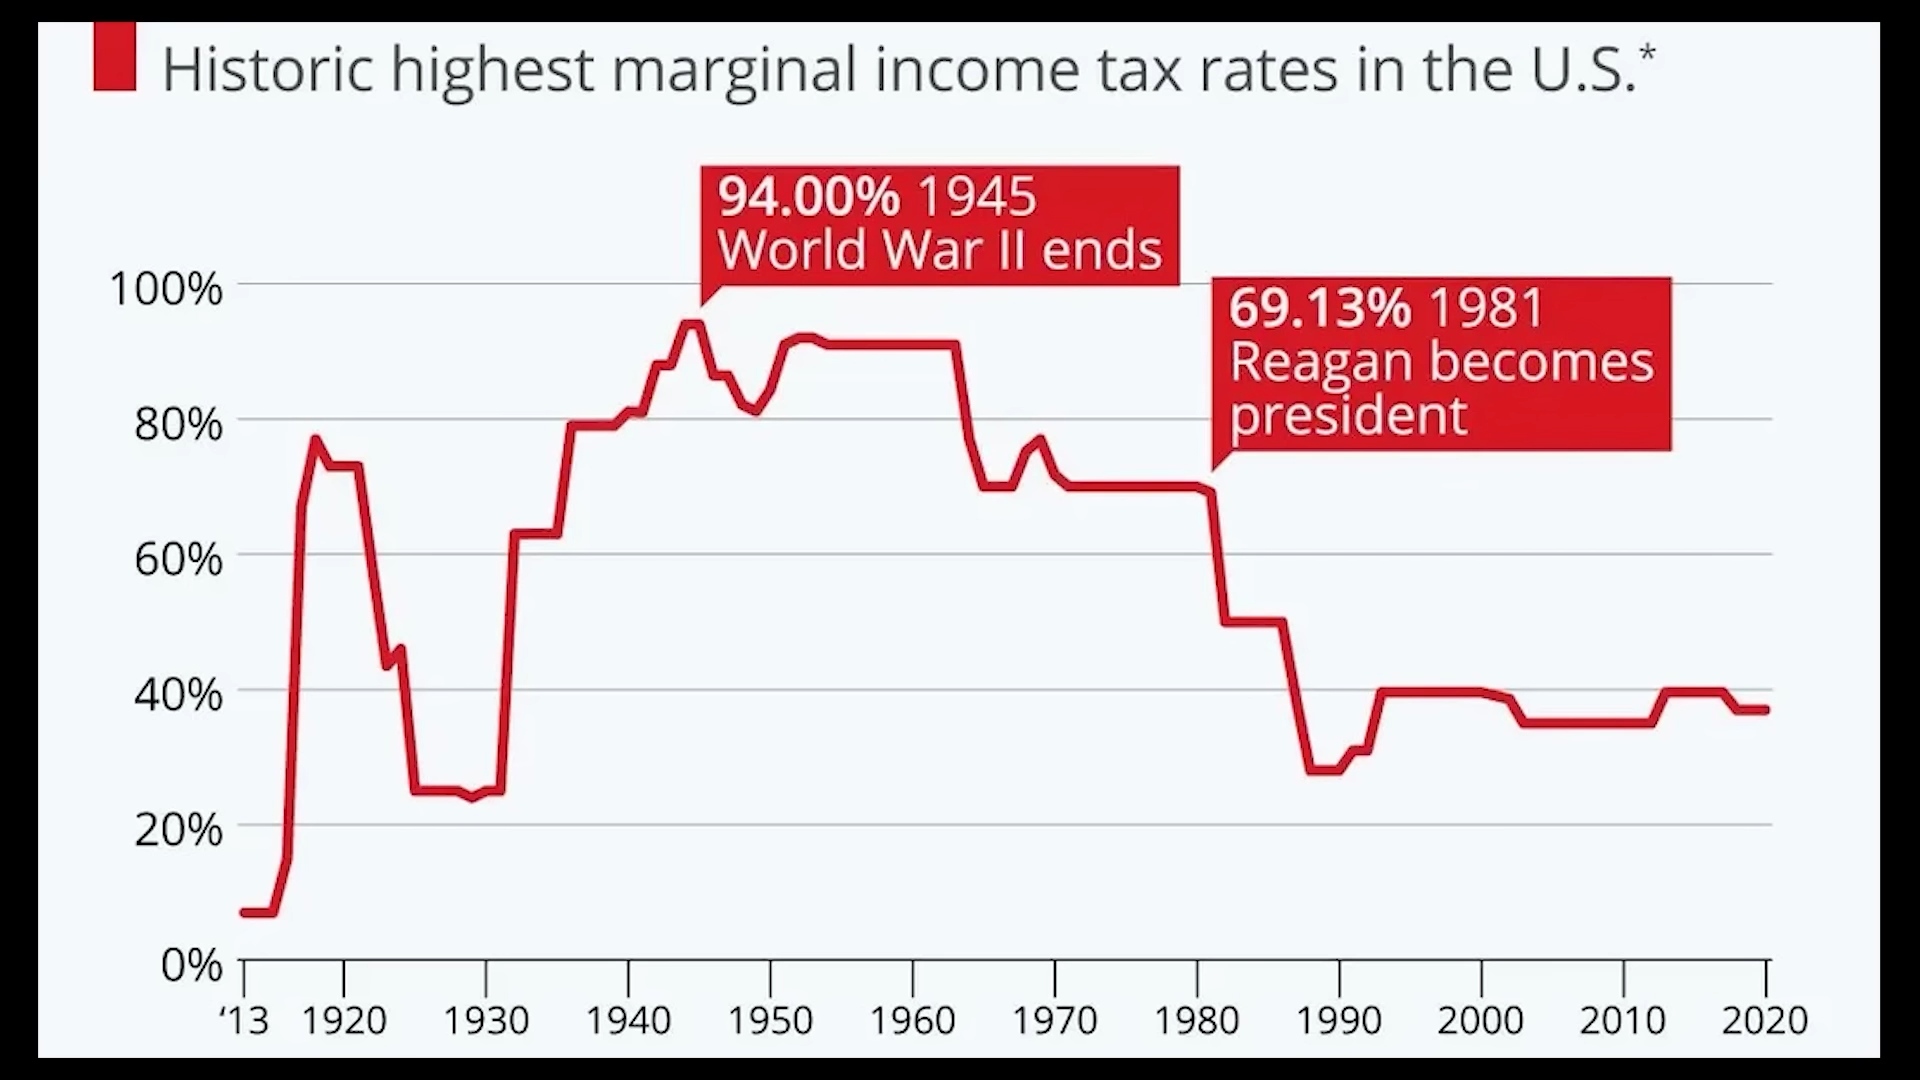 Historic highest marginal income tax rates in the U.S.*
94.00% 1945
World War II ends
69.13% 1981
Reagan becomes
president
100%
80%
60%
40%
20%
0%
‘13 1920 1930 1940 1950 1960 1970 1980 1990 2000 2010 2020